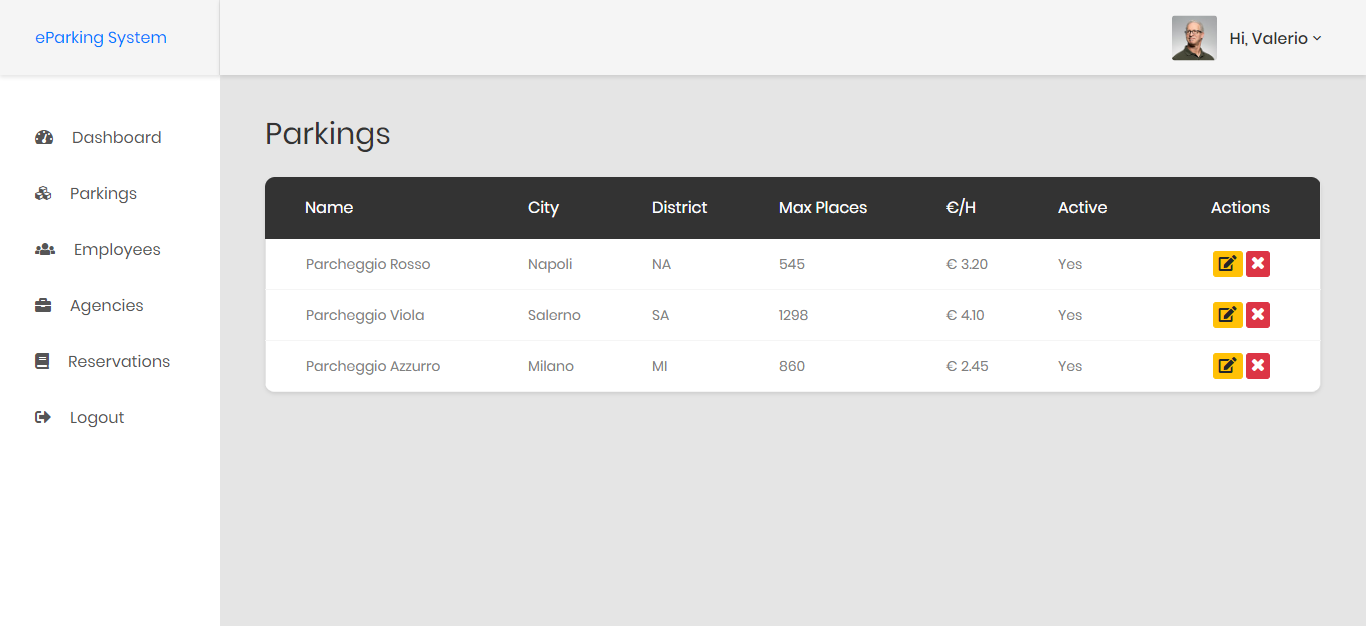 eParking System
Hi, Valerio
Dashboard
Parkings
Employees
Agencies
Reservations
Logout
Parkings
Name City District Max Places €/H Active Actions
Parcheggio Rosso Napoli NA 545 € 3.20 Yes
Parcheggio Viola Salerno SA 1298 € 4.10 Yes
Parcheggio Azzurro Milano MI 860 € 2.45 Yes